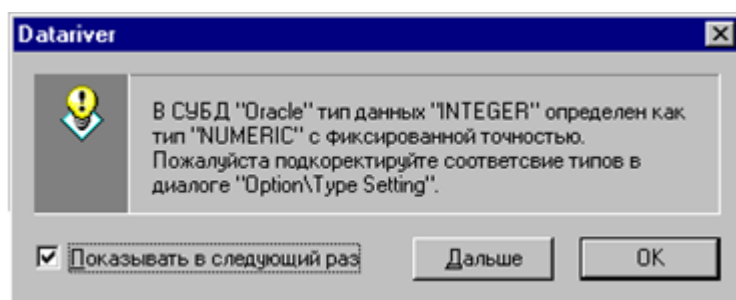 Datariver
В СУБД "Oracle" тип данных "INTEGER" определен как
тип "NUMERIC" с фиксированной точностью.
Пожалуйста подкоректируйте соответсвие типов в
диалоге "Option\Type Setting".
Показывать в следующий раз
Дальше
OK